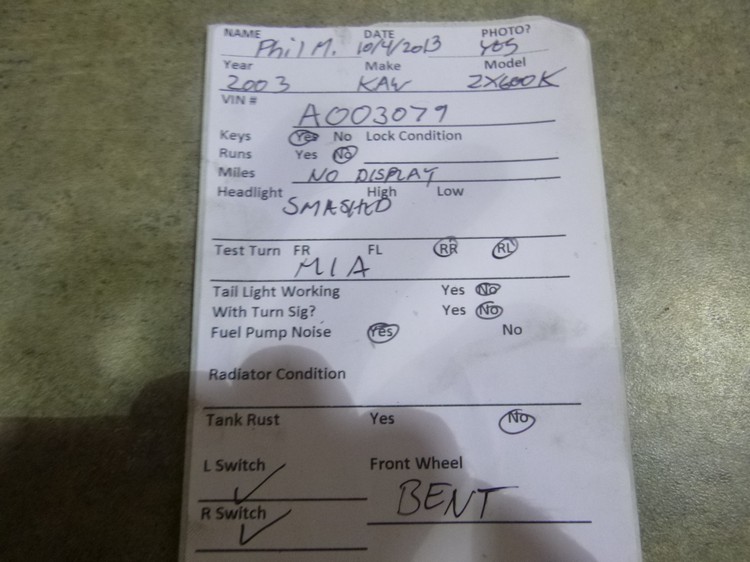 NAME DATE PHOTO?
Phil M. 10/4/2013 YES
Year Make Model
2003 KAW ZX600K
VIN #
A003079
Keys Yes No Lock Condition
Runs Yes No
Miles NO DISPLAY
Headlight High Low
SMASHED
Test Turn FR FL RR RL
MIA
Tail Light Working Yes No
With Turn Sig? Yes No
Fuel Pump Noise Yes No
Radiator Condition
Tank Rust Yes No
L Switch Front Wheel
BENT
R Switch